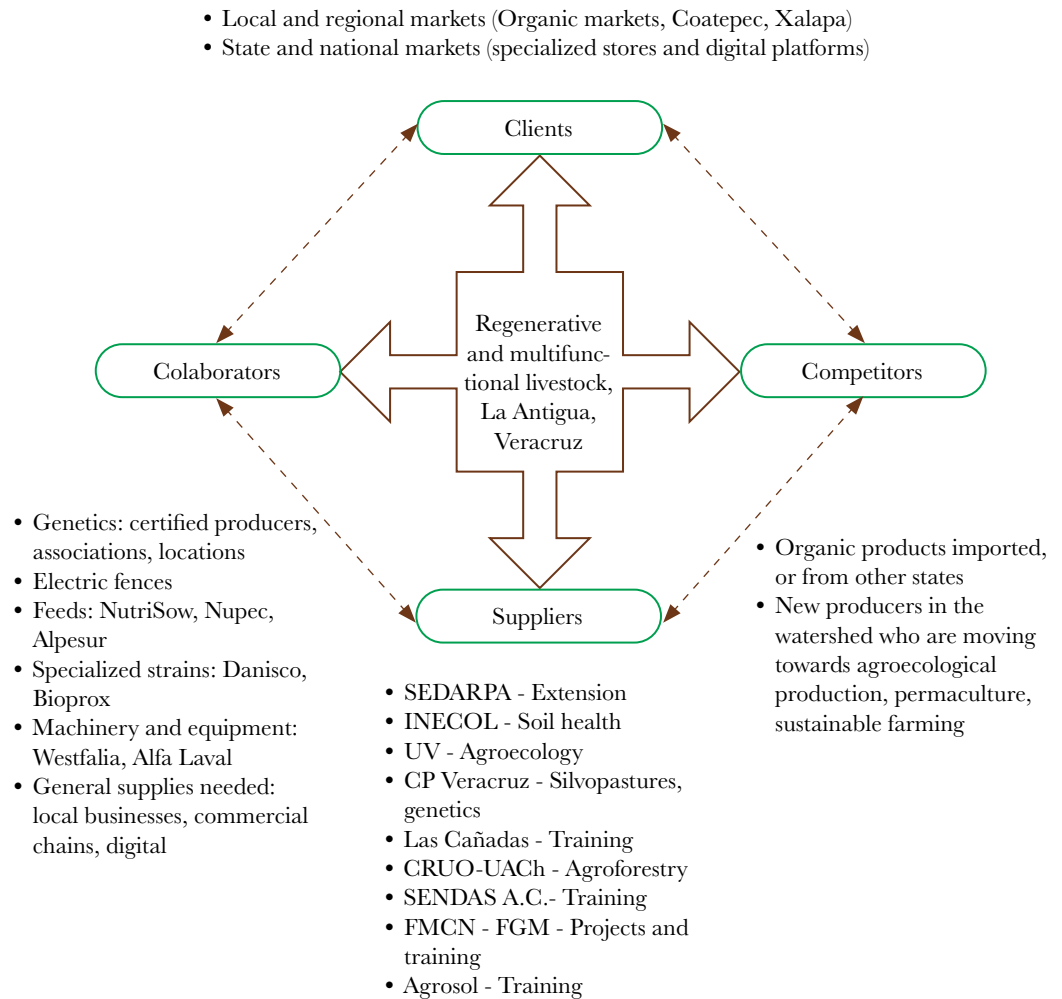 • Local and regional markets (Organic markets, Coatepec, Xalapa)
• State and national markets (specialized stores and digital platforms)
Clients
Regenerative
and multifunc-
tional livestock,
La Antigua,
Veracruz
Colaborators
Competitors
Suppliers
• Genetics: certified producers,
associations, locations
• Electric fences
• Feeds: NutriSow, Nupec,
Alpesur
• Specialized strains: Danisco,
Bioprox
• Machinery and equipment:
Westfalia, Alfa Laval
• General supplies needed:
local businesses, commercial
chains, digital
• SEDARPA - Extension
• INECOL - Soil health
• UV - Agroecology
• CP Veracruz - Silvopastures,
genetics
• Las Cañadas - Training
• CRUO-UACh - Agroforestry
• SENDAS A.C.- Training
• FMCN - FGM - Projects and
training
• Agrosol - Training
• Organic products imported,
or from other states
• New producers in the
watershed who are moving
towards agroecological
production, permaculture,
sustainable farming